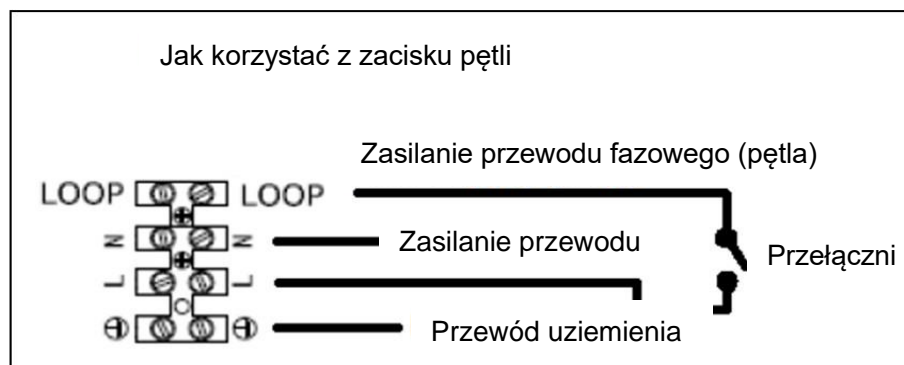 Jak korzystać z zacisku pętli
Zasilanie przewodu fazowego (pętla)
LOOP LOOP
N N Zasilanie przewodu
Przełączni
L L
Przewód uziemienia